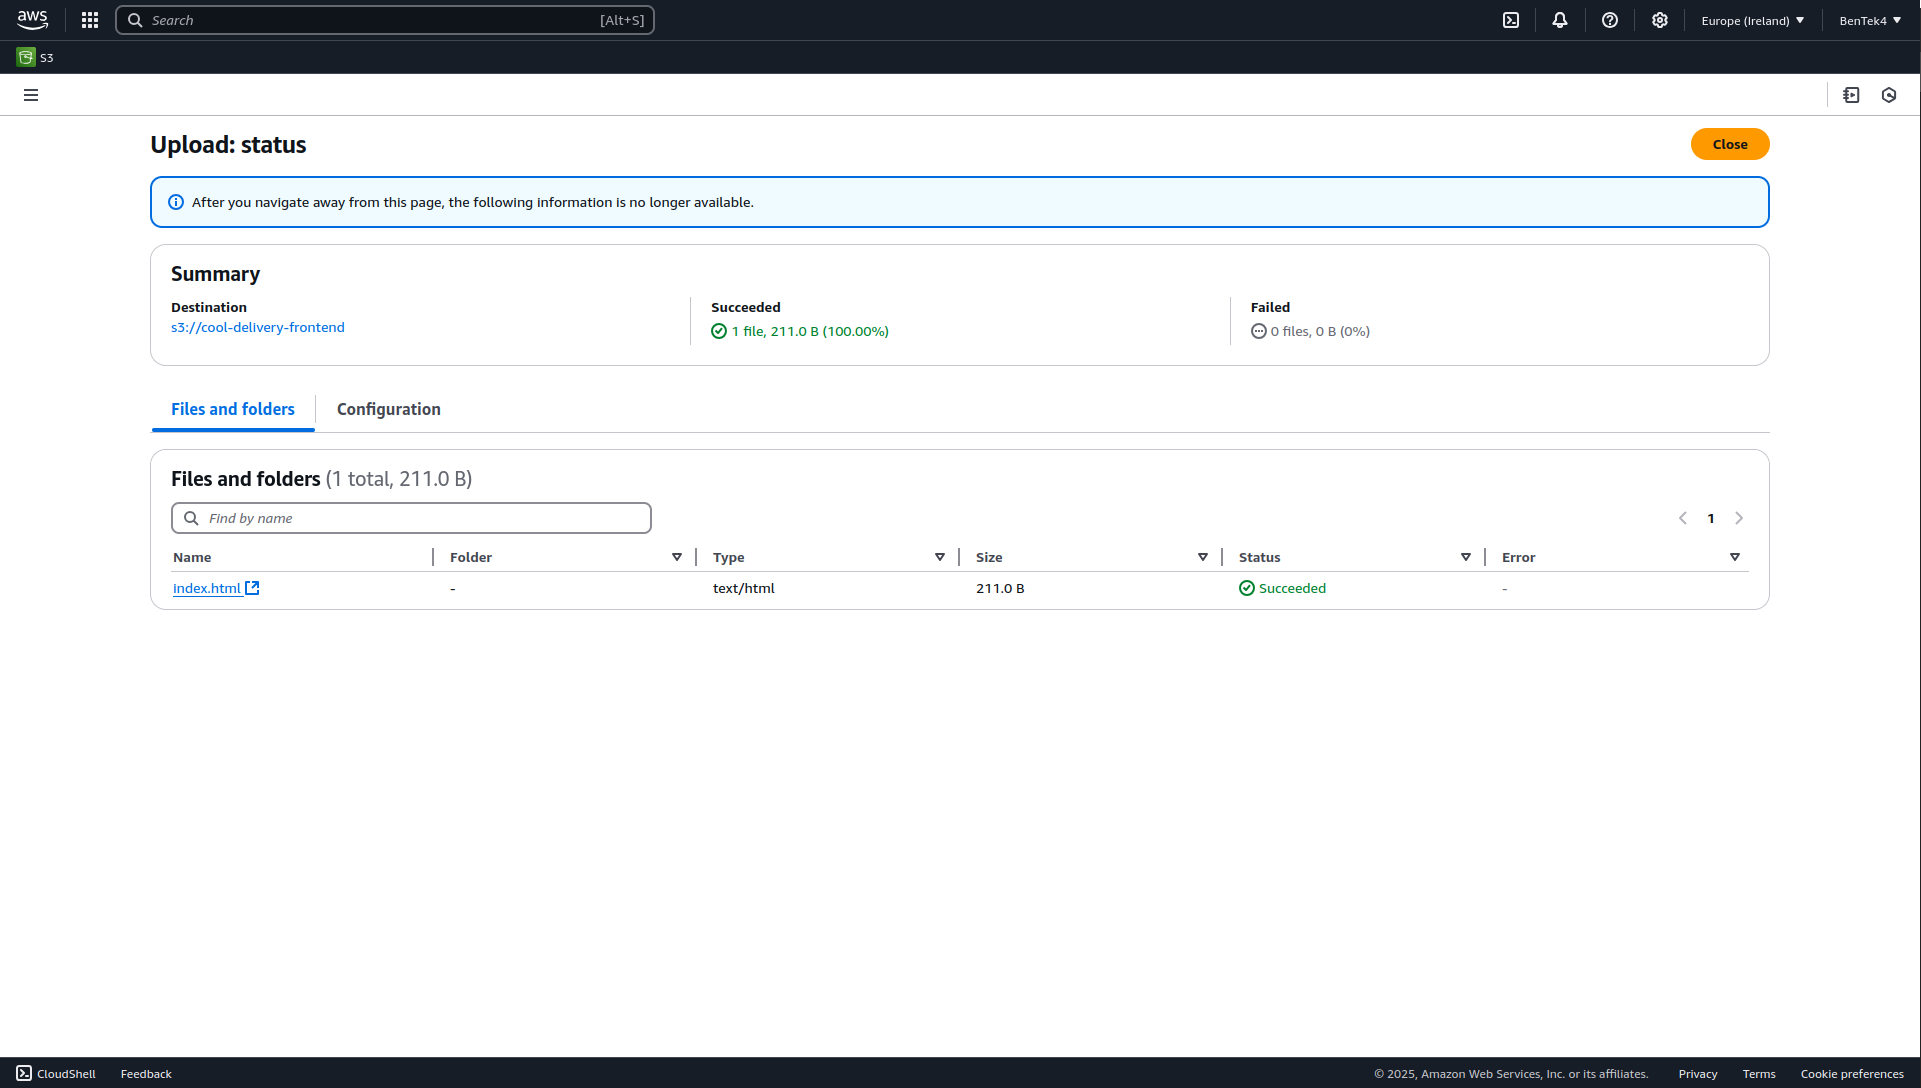 aws
Search [Alt+S]
Europe (Ireland)
BenTek4
S3
Upload: status
Close
After you navigate away from this page, the following information is no longer available.
Summary
Destination
s3://cool-delivery-frontend
Succeeded
1 file, 211.0 B (100.00%)
Failed
0 files, 0 B (0%)
Files and folders
Configuration
Files and folders (1 total, 211.0 B)
Find by name
1
Name Folder Type Size Status Error
index.html - text/html 211.0 B Succeeded -
CloudShell Feedback © 2025, Amazon Web Services, Inc. or its affiliates. Privacy Terms Cookie preferences